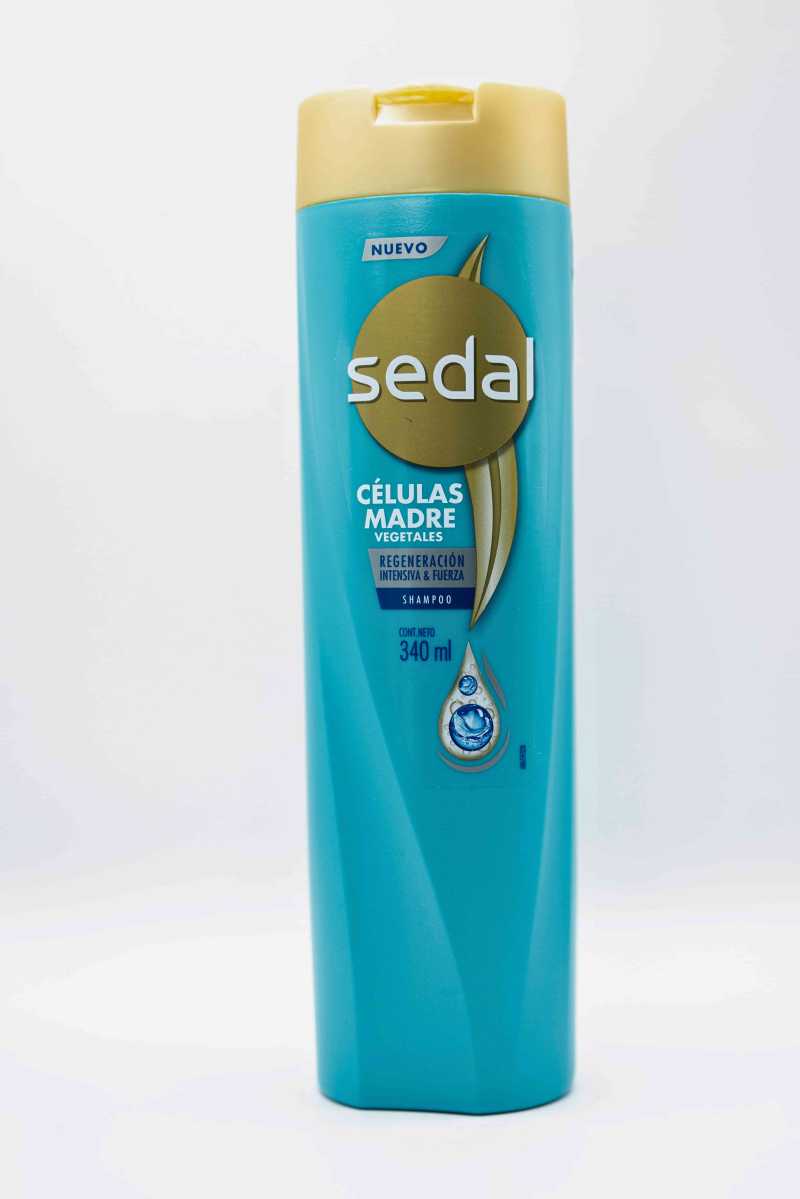 NUEVO
sedal
CÉLULAS
MADRE
VEGETALES
REGENERACIÓN
INTENSIVA & FUERZA
SHAMPOO
CONT.NETO
340 ml